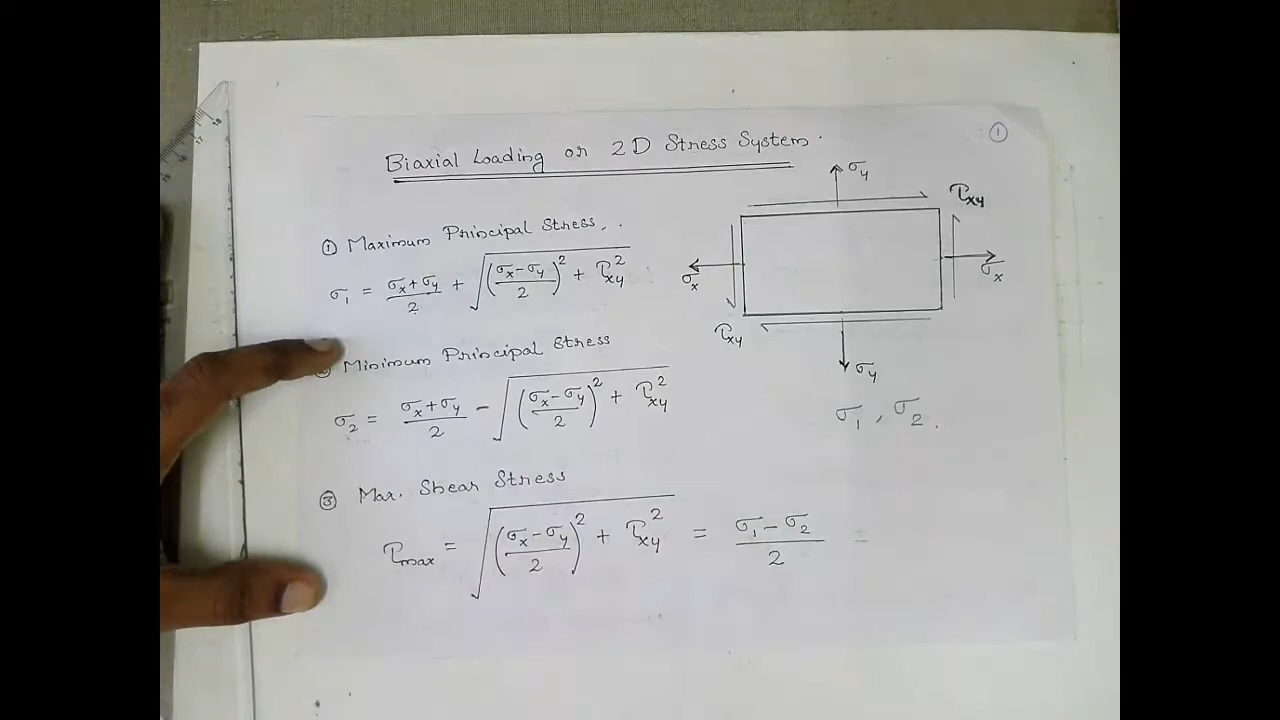 ①
Biaxial Loading or 2D Stress System.
① Maximum Principal Stress,.
σ₁ = (σx + σy)/2 + √(((σx − σy)/2)² + τxy²)
Minimum Principal Stress
σ₂ = (σx + σy)/2 − √(((σx − σy)/2)² + τxy²)
③ Max. Shear Stress
τmax = √(((σx − σy)/2)² + τxy²) = (σ₁ − σ₂)/2 =
σy
τxy
σx
σx
τxy
σy
σ₁, σ₂.
18
17